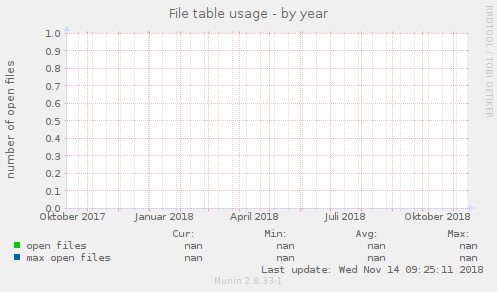 File table usage - by year
RRDTOOL / TOBI OETIKER
number of open files
1.0
0.9
0.8
0.7
0.6
0.5
0.4
0.3
0.2
0.1
0.0
Oktober 2017 Januar 2018 April 2018 Juli 2018 Oktober 2018
Cur: Min: Avg: Max:
open files nan nan nan nan
max open files nan nan nan nan
Last update: Wed Nov 14 09:25:11 2018
Munin 2.0.33-1